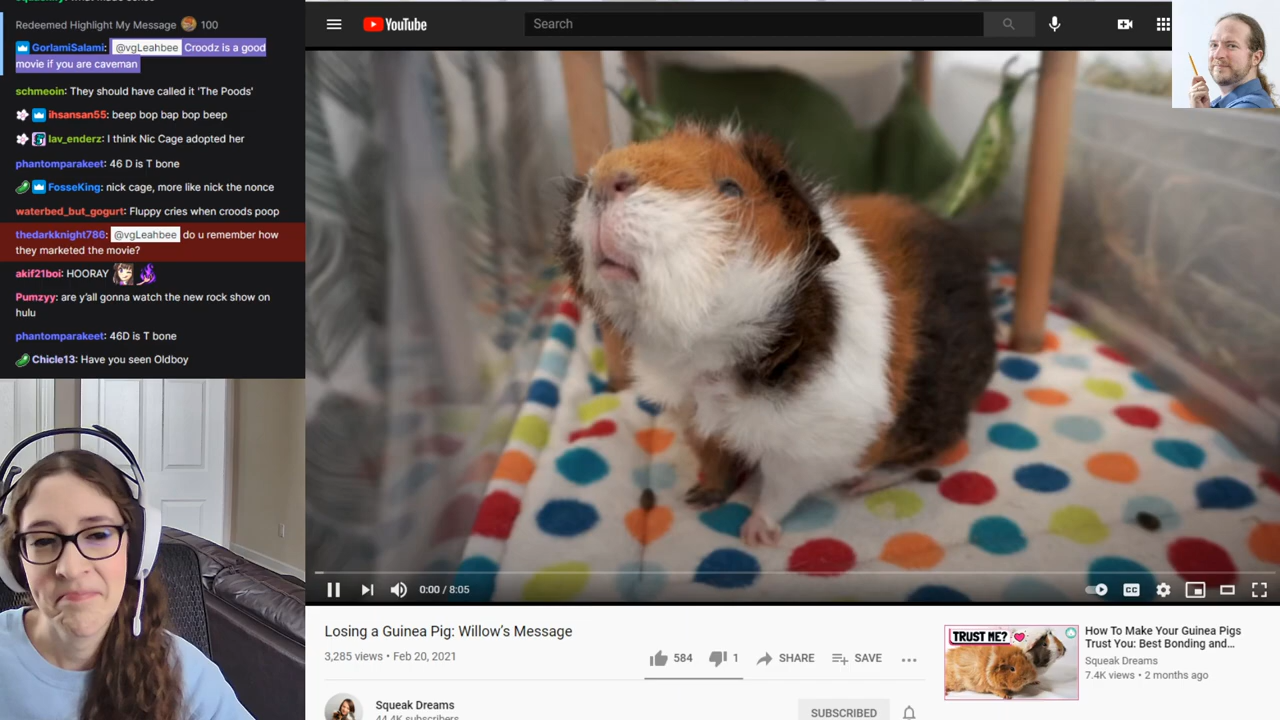 Redeemed Highlight My Message 100
GorlamiSalami: @vgLeahbee Croodz is a good
movie if you are caveman
schmeoin: They should have called it 'The Poods'
ihsansan55: beep bop bap bop beep
lav_enderz: I think Nic Cage adopted her
phantomparakeet: 46 D is T bone
FosseKing: nick cage, more like nick the nonce
waterbed_but_gogurt: Fluppy cries when croods poop
thedarkknight786: @vgLeahbee do u remember how
they marketed the movie?
akif21boi: HOORAY
Pumzyy: are y'all gonna watch the new rock show on
hulu
phantomparakeet: 46D is T bone
Chicle13: Have you seen Oldboy
YouTube
Search
0:00 / 8:05
CC
Losing a Guinea Pig: Willow's Message
3,285 views • Feb 20, 2021
584
1
SHARE
SAVE
Squeak Dreams
44.4K subscribers
SUBSCRIBED
TRUST ME?
How To Make Your Guinea Pigs
Trust You: Best Bonding and...
Squeak Dreams
7.4K views • 2 months ago